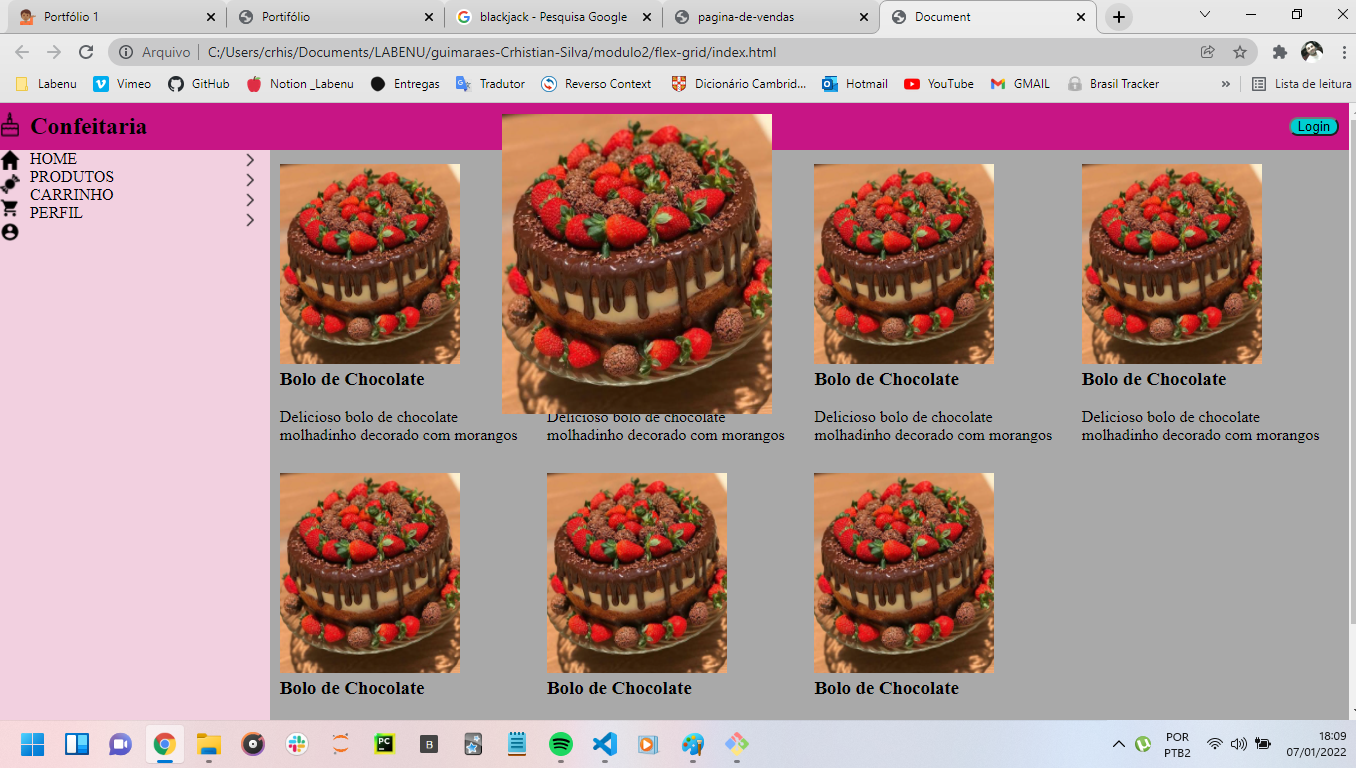 Portfólio 1
Portifólio
blackjack - Pesquisa Google
pagina-de-vendas
Document
Arquivo
C:/Users/crhis/Documents/LABENU/guimaraes-Crhistian-Silva/modulo2/flex-grid/index.html
Labenu
Vimeo
GitHub
Notion _Labenu
Entregas
Tradutor
Reverso Context
Dicionário Cambrid...
Hotmail
YouTube
GMAIL
Brasil Tracker
»
Lista de leitura
Confeitaria
Login
HOME
PRODUTOS
CARRINHO
PERFIL
Bolo de Chocolate
Bolo de Chocolate
Bolo de Chocolate
Delicioso bolo de chocolate
molhadinho decorado com morangos
Delicioso bolo de chocolate
molhadinho decorado com morangos
Delicioso bolo de chocolate
molhadinho decorado com morangos
Delicioso bolo de chocolate
molhadinho decorado com morangos
Bolo de Chocolate
Bolo de Chocolate
Bolo de Chocolate
PC
B
POR
PTB2
18:09
07/01/2022